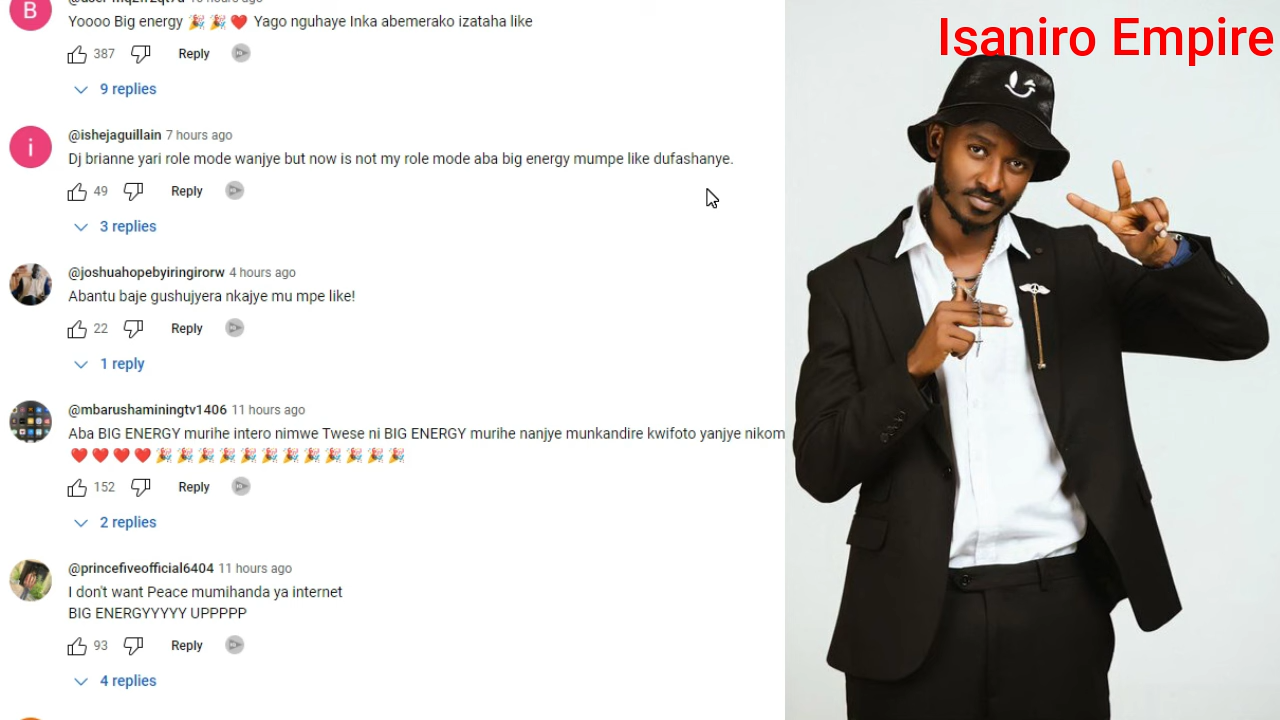 Isaniro Empire
B
Yoooo Big energy 🎉 🎉 ❤️ Yago nguhaye Inka abemerako izataha like
387 Reply
9 replies
i
@ishejaguillain 7 hours ago
Dj brianne yari role mode wanjye but now is not my role mode aba big energy mumpe like dufashanye.
49 Reply
3 replies
@joshuahopebyiringirorw 4 hours ago
Abantu baje gushujyera nkajye mu mpe like!
22 Reply
1 reply
@mbarushaminingtv1406 11 hours ago
Aba BIG ENERGY murihe intero nimwe Twese ni BIG ENERGY murihe nanjye munkandire kwifoto yanjye nikom
❤️ ❤️ ❤️ ❤️ 🎉 🎉 🎉 🎉 🎉 🎉 🎉 🎉 🎉 🎉 🎉 🎉
152 Reply
2 replies
@princefiveofficial6404 11 hours ago
I don't want Peace mumihanda ya internet
BIG ENERGYYYYY UPPPPP
93 Reply
4 replies